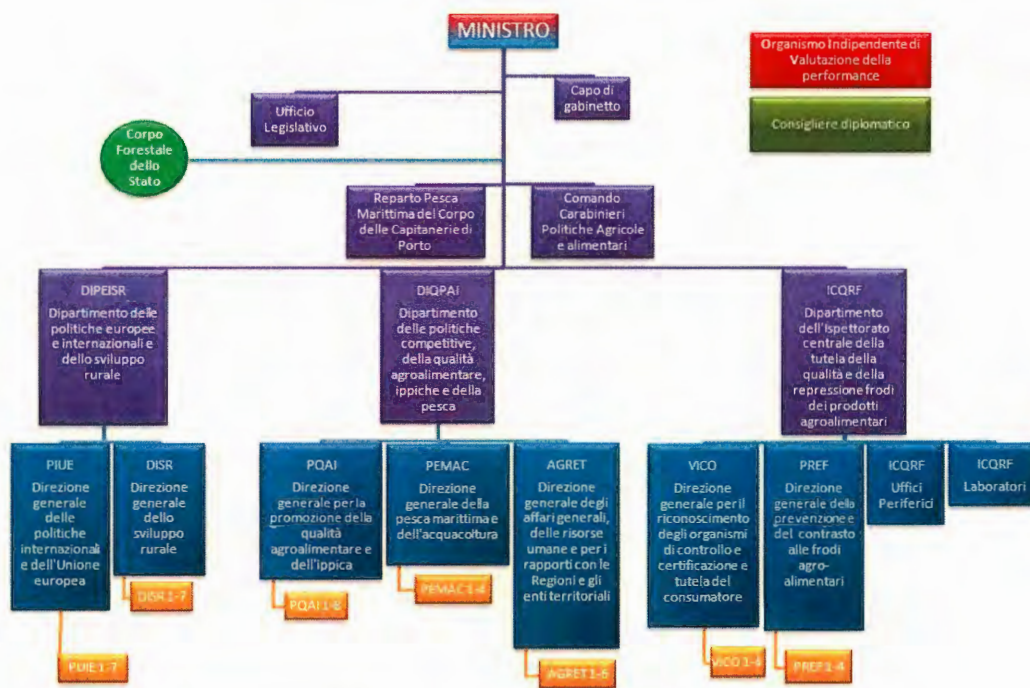 MINISTRO
Organismo Indipendente di
Valutazione della
performance
Capo di
gabinetto
Ufficio
Legislativo
Consigliere diplomatico
Corpo
Forestale
dello
Stato
Reparto Pesca
Marittima del Corpo
delle Capitanerie di
Porto
Comando
Carabinieri
Politiche Agricole
e alimentari
DIPEISR
Dipartimento delle
politiche europee
e internazionali e
dello sviluppo
rurale
DIQPAI
Dipartimento
delle politiche
competitive,
della qualità
agroalimentare,
ippiche e della
pesca
ICQRF
Dipartimento
dell'Ispettorato
centrale della
tutela della
qualità e della
repressione frodi
dei prodotti
agroalimentari
PIUE
Direzione
generale
delle
politiche
internazionali
e dell'Unione
europea
DISR
Direzione
generale
dello
sviluppo
rurale
PQAI
Direzione
generale per la
promozione della
qualità
agroalimentare e
dell'ippica
PEMAC
Direzione
generale della
pesca marittima e
dell'acquacoltura
AGRET
Direzione
generale degli
affari generali,
delle risorse
umane e per i
rapporti con le
Regioni e gli
enti territoriali
VICO
Direzione
generale per il
riconoscimento
degli organismi
di controllo e
certificazione e
tutela del
consumatore
PREF
Direzione
generale della
prevenzione e
del contrasto
alle frodi
agro-
alimentari
ICQRF
Uffici
Periferici
ICQRF
Laboratori
PUIE 1-7
DISR 1-7
PQAI 1-8
PEMAC 1-4
AGRET 1-6
VICO 1-4
PREF 1-4